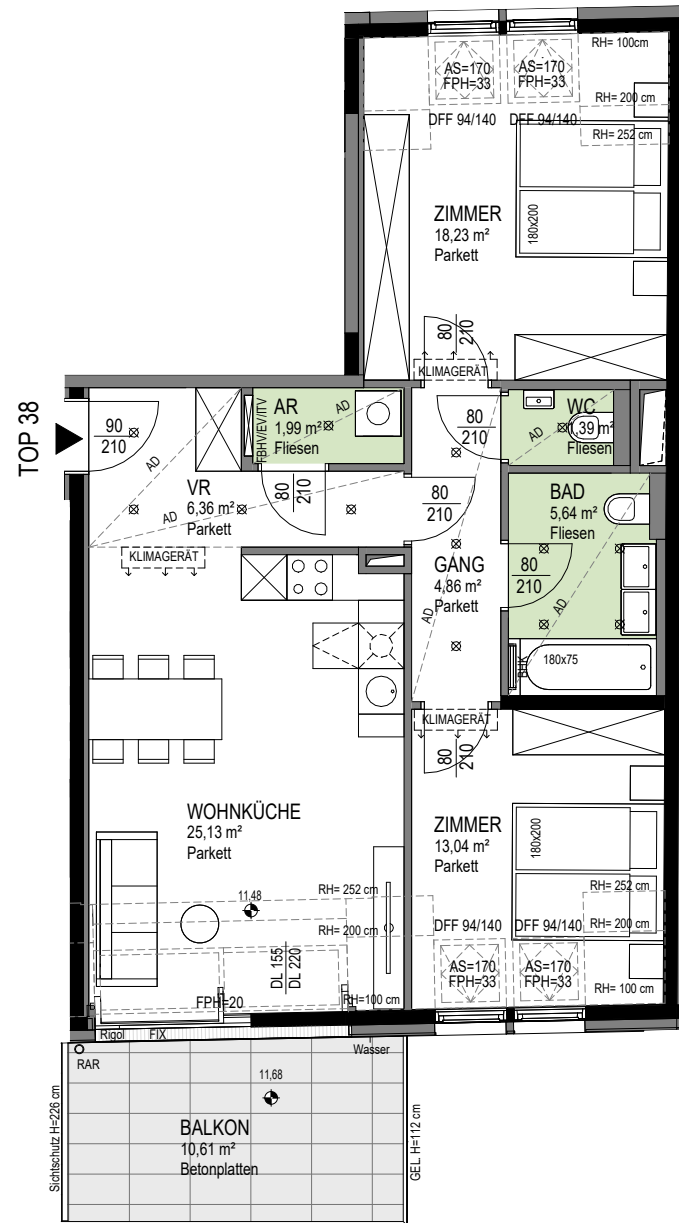 RH= 100cm
AS=170
FPH=33
AS=170
FPH=33
RH= 200 cm
DFF 94/140
DFF 94/140
RH= 252 cm
ZIMMER
18,23 m²
Parkett
180x200
80
210
KLIMAGERÄT
TOP 38
90
210
AD
FBHV/EV/ITV
AR
1,99 m²
Fliesen
AD
80
210
WC
1,39 m²
Fliesen
AD
VR
6,36 m²
Parkett
AD
80
210
80
210
BAD
5,64 m²
Fliesen
KLIMAGERÄT
GANG
4,86 m²
Parkett
AD
80
210
AD
BHK
180x75
KLIMAGERÄT
80
210
WOHNKÜCHE
25,13 m²
Parkett
ZIMMER
13,04 m²
Parkett
180x200
11,48
RH= 252 cm
RH= 200 cm
RH=100 cm
DL 155
DL 220
FPH=20
RH= 252 cm
RH= 200 cm
DFF 94/140
DFF 94/140
AS=170
FPH=33
AS=170
FPH=33
RH= 100 cm
Rigol
FIX
Wasser
RAR
11,68
Sichtschutz H=226 cm
BALKON
10,61 m²
Betonplatten
GEL. H=112 cm